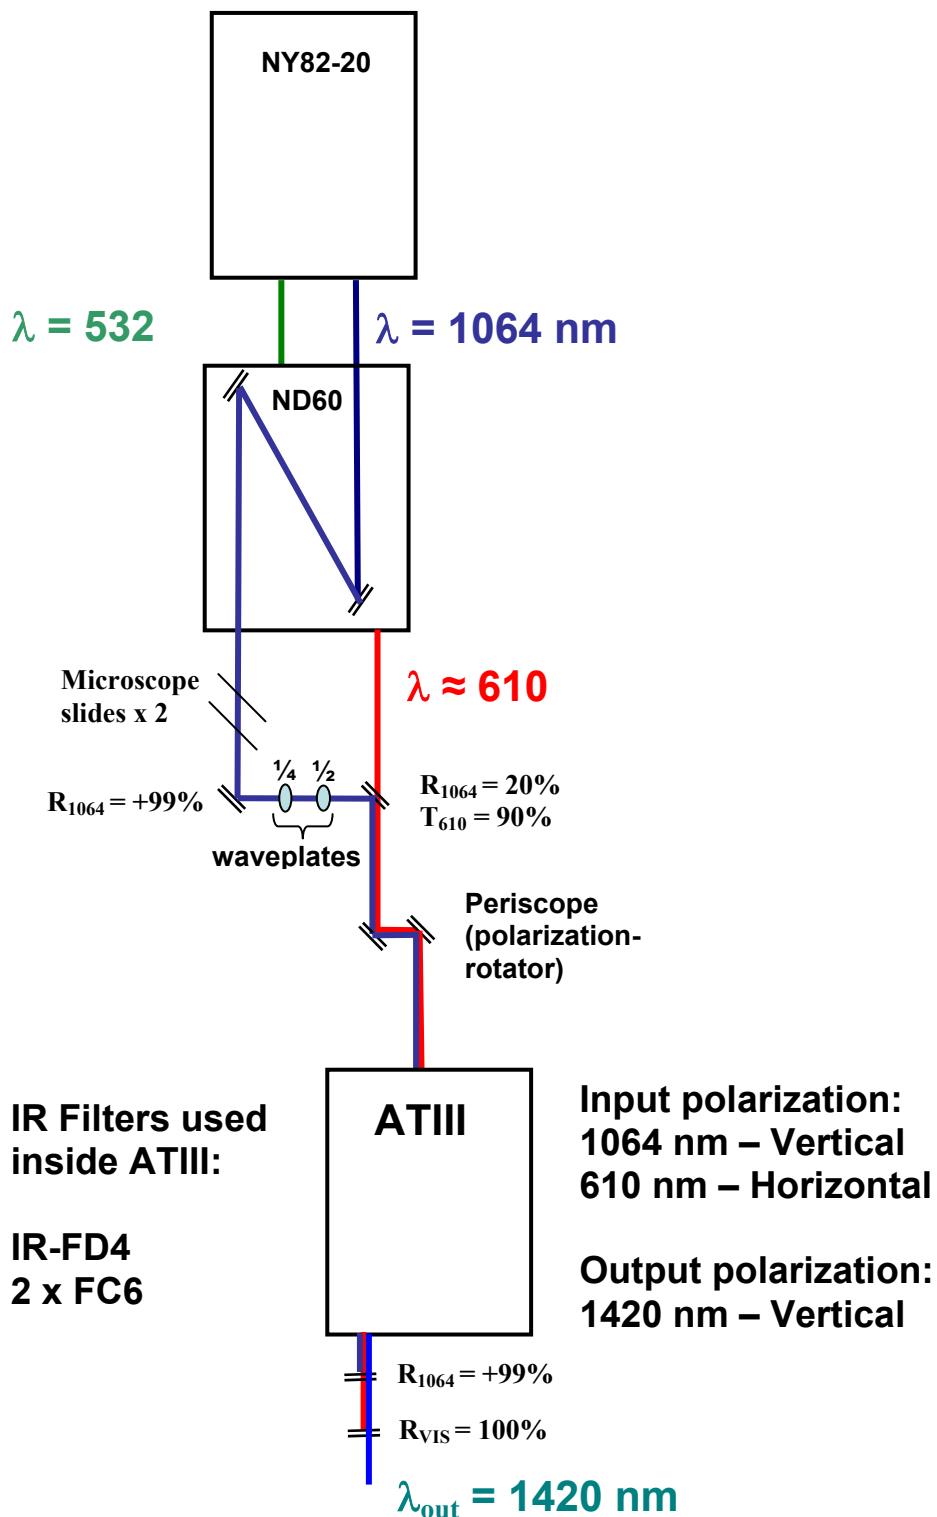 NY82-20
λ = 532
λ = 1064 nm
ND60
Microscope
slides x 2
λ ≈ 610
R1064 = +99%
¼ ½
R1064 = 20%
T610 = 90%
waveplates
Periscope
(polarization-
rotator)
ATIII
IR Filters used
inside ATIII:
IR-FD4
2 x FC6
Input polarization:
1064 nm – Vertical
610 nm – Horizontal
Output polarization:
1420 nm – Vertical
R1064 = +99%
RVIS = 100%
λout = 1420 nm